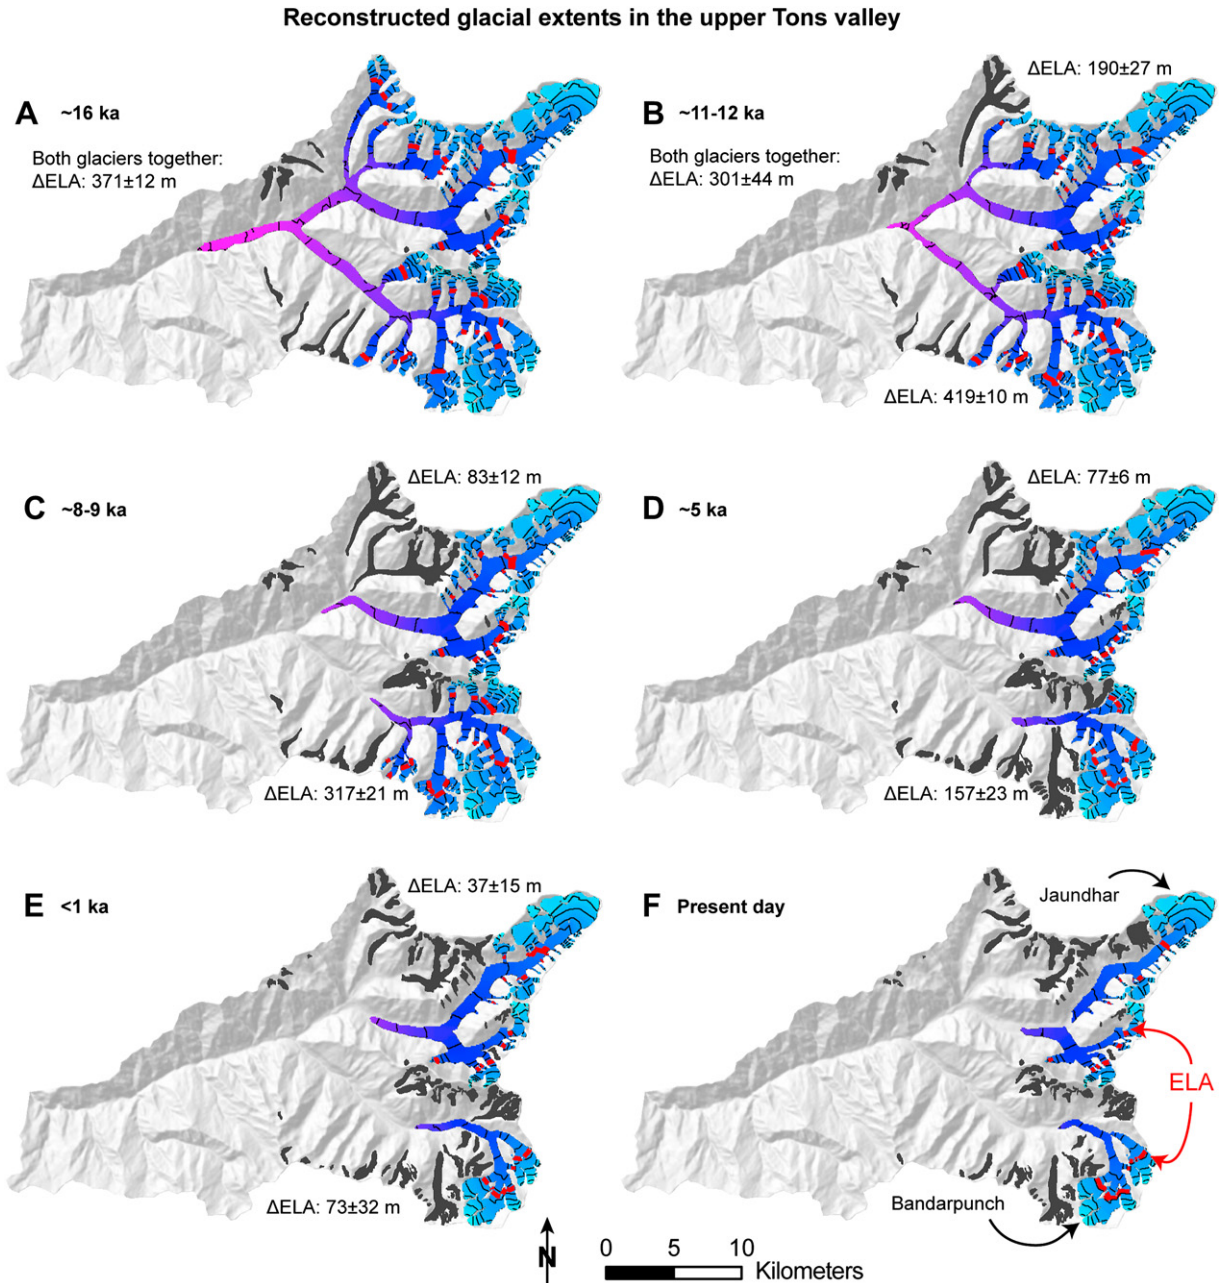 Reconstructed glacial extents in the upper Tons valley
A ~16 ka
Both glaciers together:
ΔELA: 371±12 m
B ~11-12 ka
ΔELA: 190±27 m
Both glaciers together:
ΔELA: 301±44 m
ΔELA: 419±10 m
C ~8-9 ka
ΔELA: 83±12 m
ΔELA: 317±21 m
D ~5 ka
ΔELA: 77±6 m
ΔELA: 157±23 m
E <1 ka
ΔELA: 37±15 m
ΔELA: 73±32 m
F Present day
Jaundhar
ELA
Bandarpunch
N
0 5 10
Kilometers